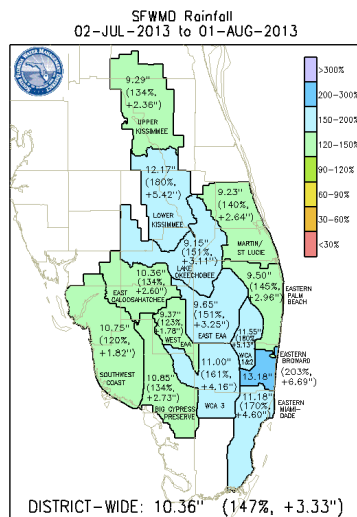 SFWMD Rainfall
02-JUL-2013 to 01-AUG-2013
>300%
200-300%
150-200%
120-150%
90-120%
60-90%
30-60%
<30%
9.29"
(134%,
+2.36")
UPPER
KISSIMMEE
12.17"
(180%,
+5.42")
LOWER
KISSIMMEE
9.23"
(140%,
+2.64")
MARTIN/
ST LUCIE
9.15"
(151%,
+3.11")
LAKE
OKEECHOBEE
10.36"
(134%,
+2.60")
EAST
CALOOSAHATCHEE
9.50"
(145%,
+2.96")
EASTERN
PALM
BEACH
9.37"
(123%,
+1.78")
WEST
EAA
9.65"
(151%,
+3.25")
EAST EAA
11.55"
(180%,
+5.13")
WCA
1&2
10.75"
(120%,
+1.82")
SOUTHWEST
COAST
13.18"
EASTERN
BROWARD
(203%,
+6.69")
11.00"
(161%,
+4.16")
WCA 3
10.85"
(134%,
+2.73")
BIG CYPRESS
PRESERVE
11.18"
(170%,
+4.60")
EASTERN
MIAMI-
DADE
DISTRICT-WIDE: 10.36" (147%, +3.33")